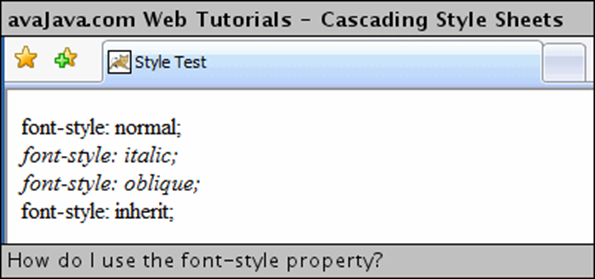 avaJava.com Web Tutorials - Cascading Style Sheets
Style Test
font-style: normal;
font-style: italic;
font-style: oblique;
font-style: inherit;
How do I use the font-style property?